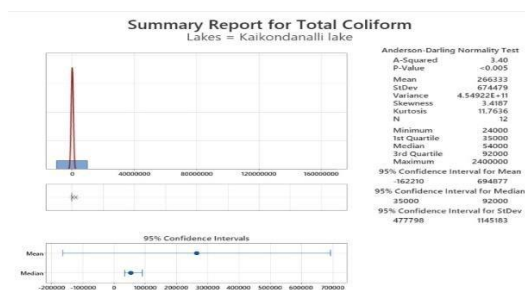 Summary Report for Total Coliform
Lakes = Kaikondanalli lake
Anderson-Darling Normality Test
A-Squared 3.40
P-Value <0.005
Mean 266333
StDev 674479
Variance 4.54922E+11
Skewness 3.4187
Kurtosis 11.7636
N 12
Minimum 24000
1st Quartile 35000
Median 54000
3rd Quartile 92000
Maximum 2400000
95% Confidence Interval for Mean
-162210 694877
95% Confidence Interval for Median
35000 92000
95% Confidence Interval for StDev
477798 1145183
0 40000000 80000000 120000000 160000000
95% Confidence Intervals
Mean
Median
-200000 -100000 0 100000 200000 300000 400000 500000 600000 700000